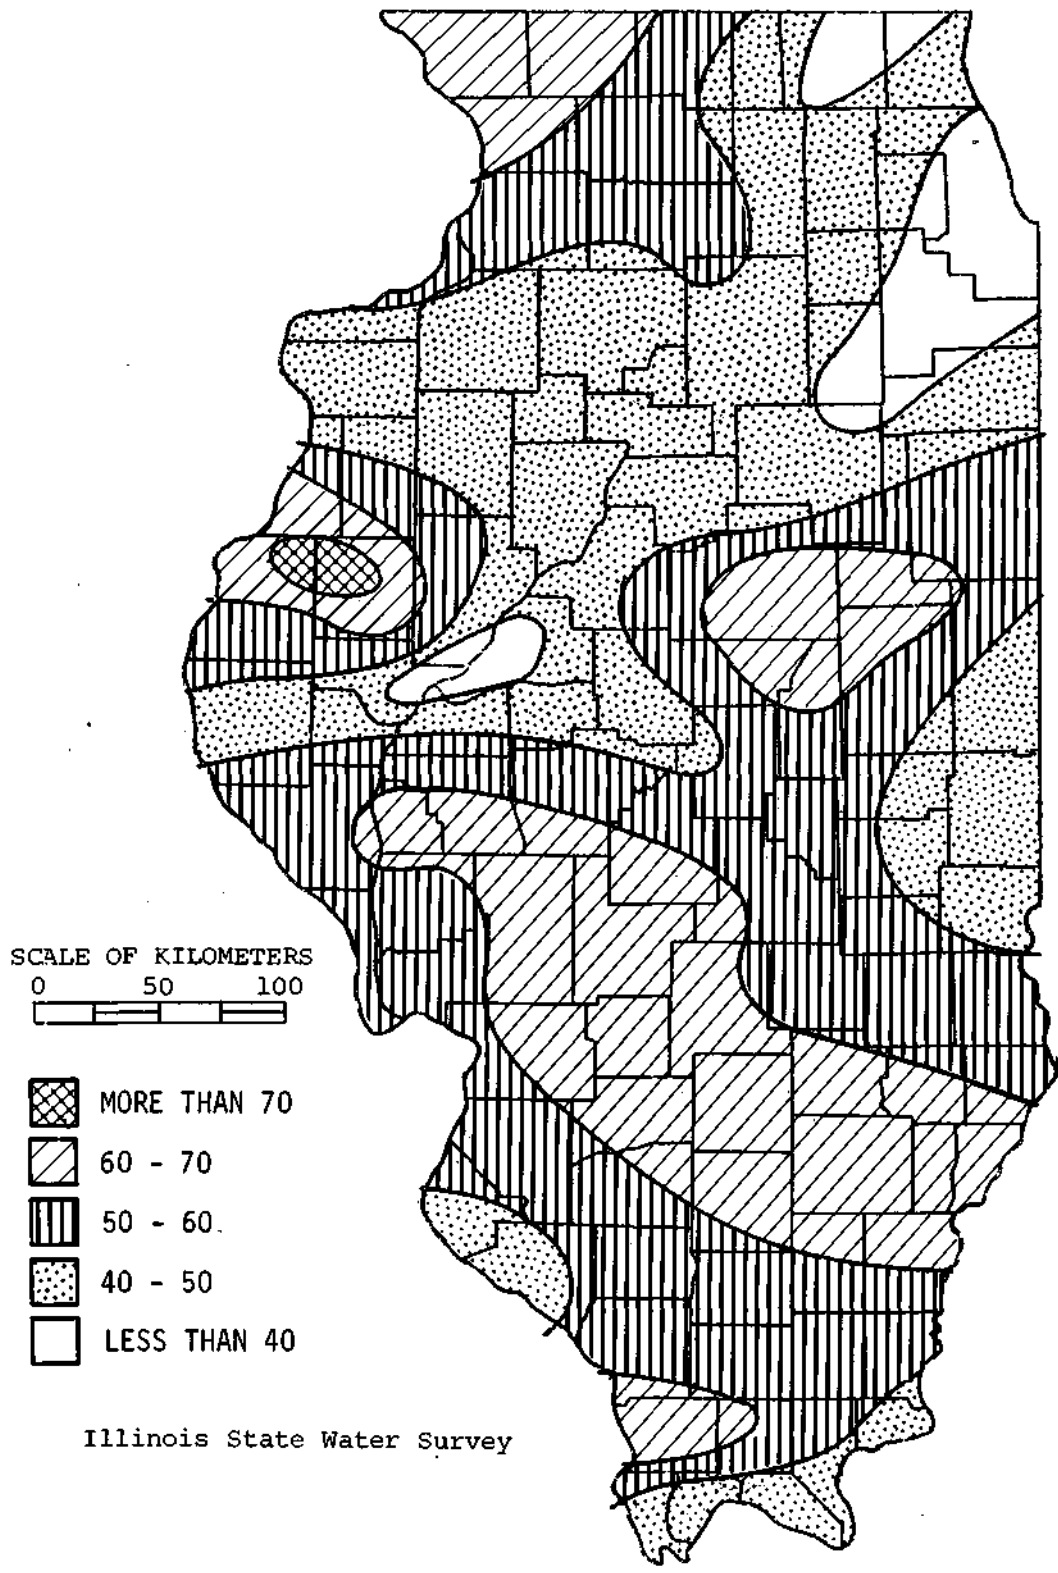 SCALE OF KILOMETERS
0 50 100
MORE THAN 70
60 - 70
50 - 60
40 - 50
LESS THAN 40
Illinois State Water Survey